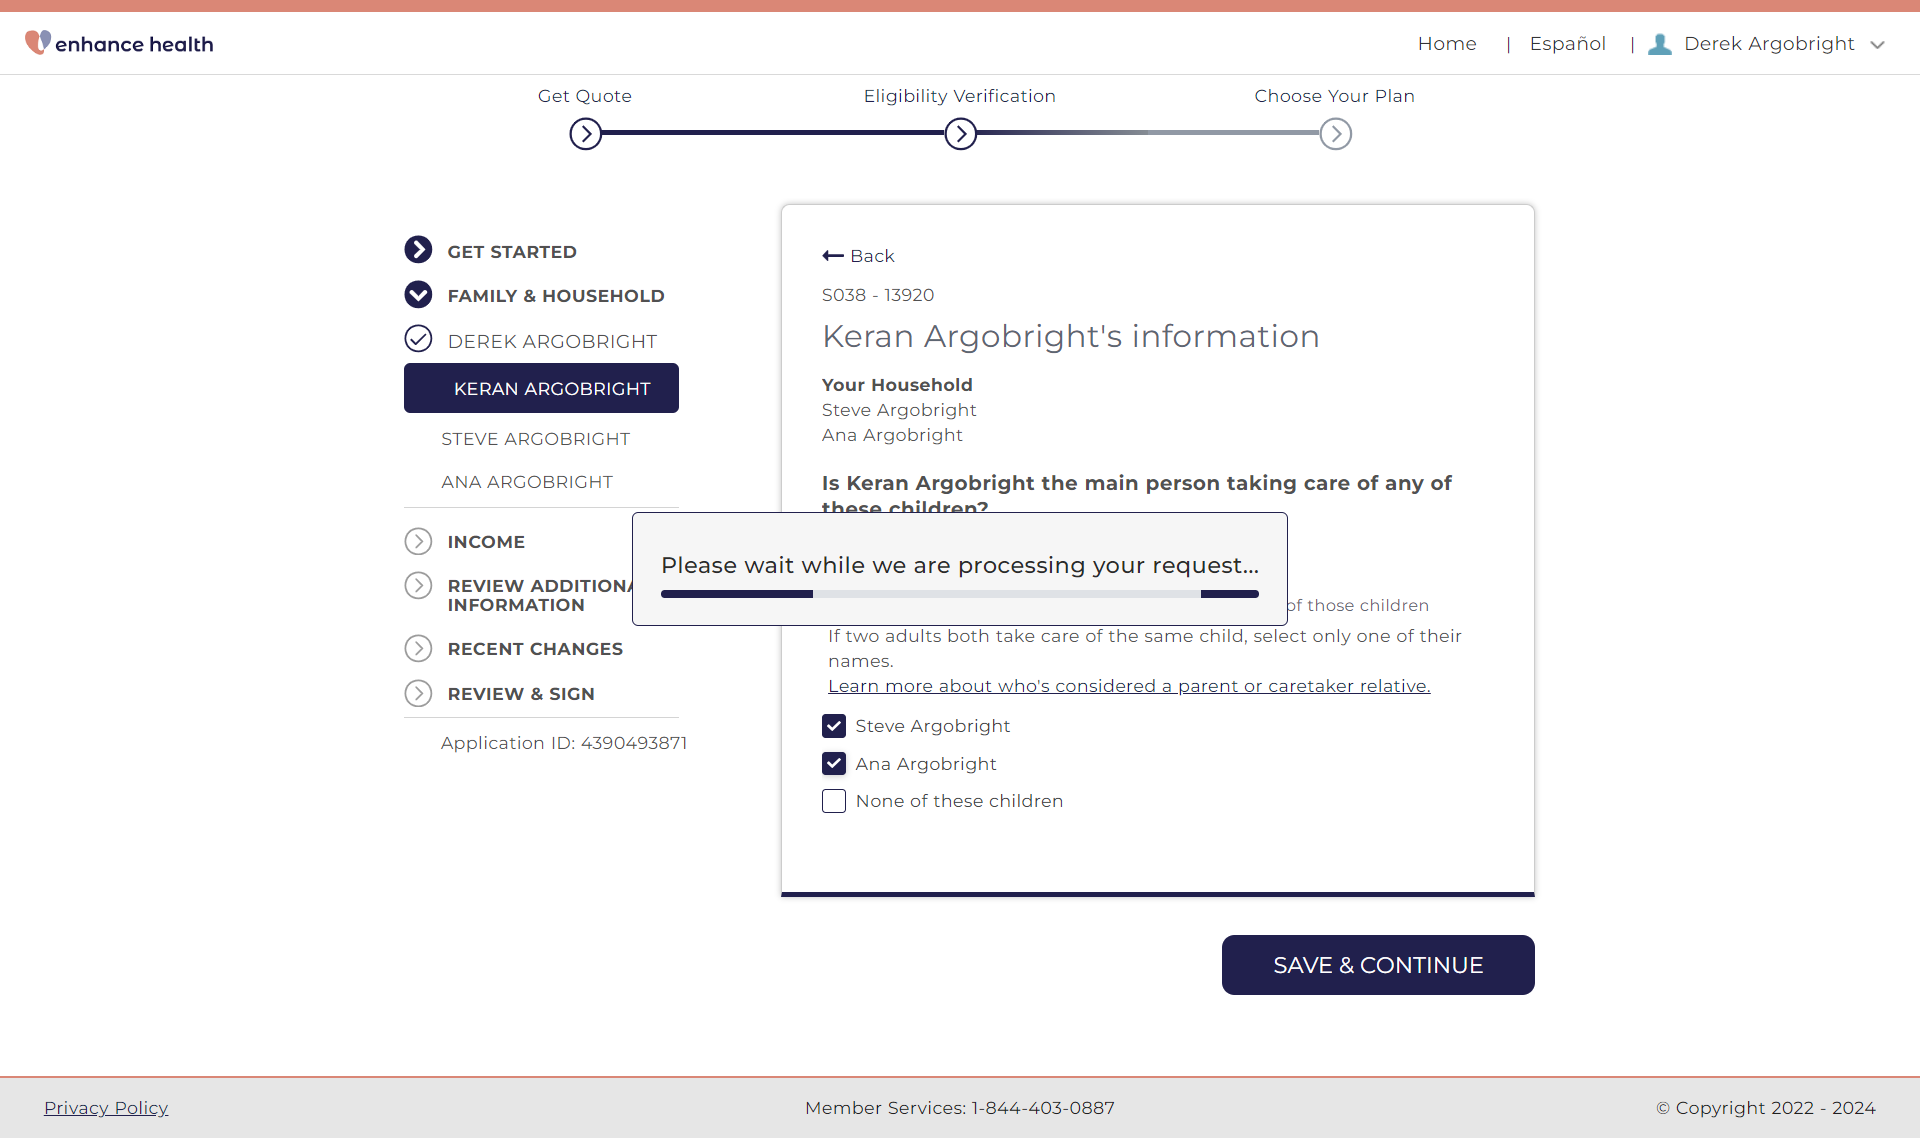 enhance health
Home | Español | Derek Argobright
Get Quote
Eligibility Verification
Choose Your Plan
GET STARTED
FAMILY & HOUSEHOLD
DEREK ARGOBRIGHT
KERAN ARGOBRIGHT
STEVE ARGOBRIGHT
ANA ARGOBRIGHT
INCOME
REVIEW ADDITIONA
INFORMATION
RECENT CHANGES
REVIEW & SIGN
Application ID: 4390493871
Back
S038 - 13920
Keran Argobright's information
Your Household
Steve Argobright
Ana Argobright
Is Keran Argobright the main person taking care of any of
these children?
Please wait while we are processing your request...
of those children
If two adults both take care of the same child, select only one of their
names.
Learn more about who's considered a parent or caretaker relative.
Steve Argobright
Ana Argobright
None of these children
SAVE & CONTINUE
Privacy Policy
Member Services: 1-844-403-0887
© Copyright 2022 - 2024